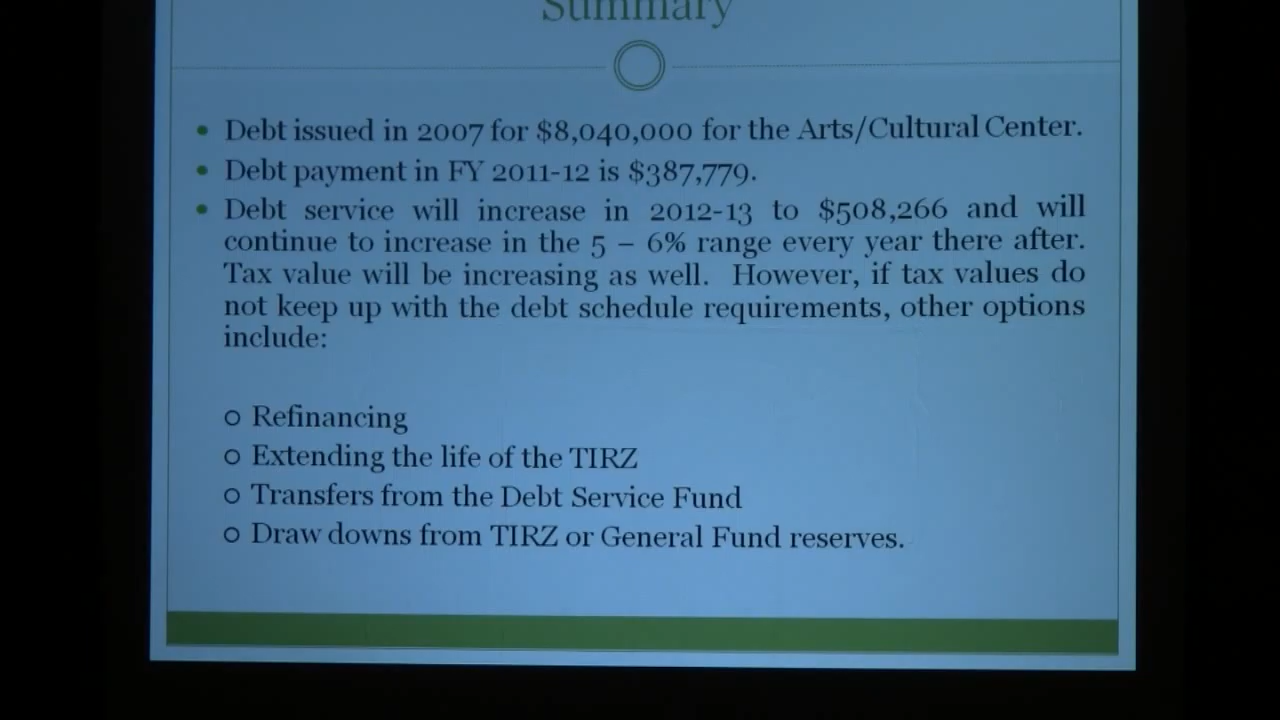 Summary
• Debt issued in 2007 for $8,040,000 for the Arts/Cultural Center.
• Debt payment in FY 2011-12 is $387,779.
• Debt service will increase in 2012-13 to $508,266 and will
continue to increase in the 5 – 6% range every year there after.
Tax value will be increasing as well. However, if tax values do
not keep up with the debt schedule requirements, other options
include:
o Refinancing
o Extending the life of the TIRZ
o Transfers from the Debt Service Fund
o Draw downs from TIRZ or General Fund reserves.